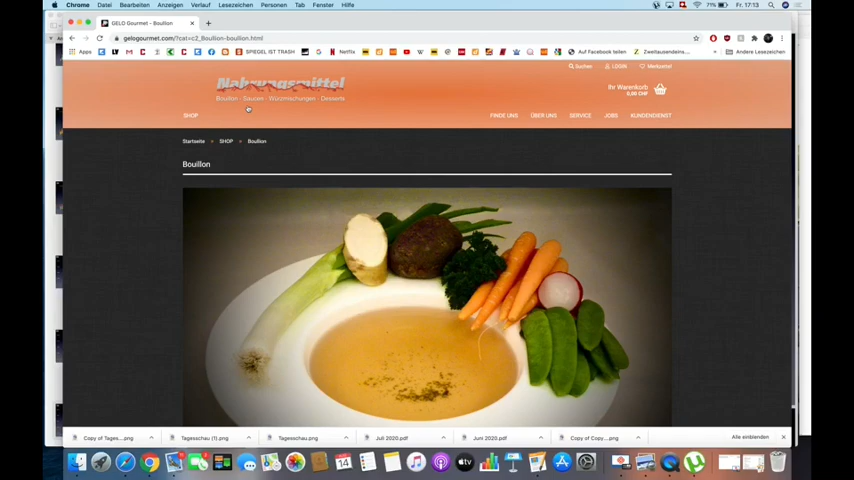 Chrome Datei Bearbeiten Anzeigen Verlauf Lesezeichen Personen Tab Fenster Hilfe 71% Fr. 17:13
GELO Gourmet - Bouillon
gelogourmet.com/?cat=c2_Boullion-boullion.html
Apps SPIEGEL IST TRASH Netflix Auf Facebook teilen Zweitausendeins... Andere Lesezeichen
Suchen LOGIN Merkzettel
Nahrungsmittel
Bouillon - Saucen - Würzmischungen - Desserts
Ihr Warenkorb
0,00 CHF
SHOP FINDE UNS ÜBER UNS SERVICE JOBS KUNDENDIENST
Startseite » SHOP » Bouillon
Bouillon
Copy of Tages....png Tagesschau (1).png Tagesschau.png Juli 2020.pdf Juni 2020.pdf Copy of Copy....png Alle einblenden